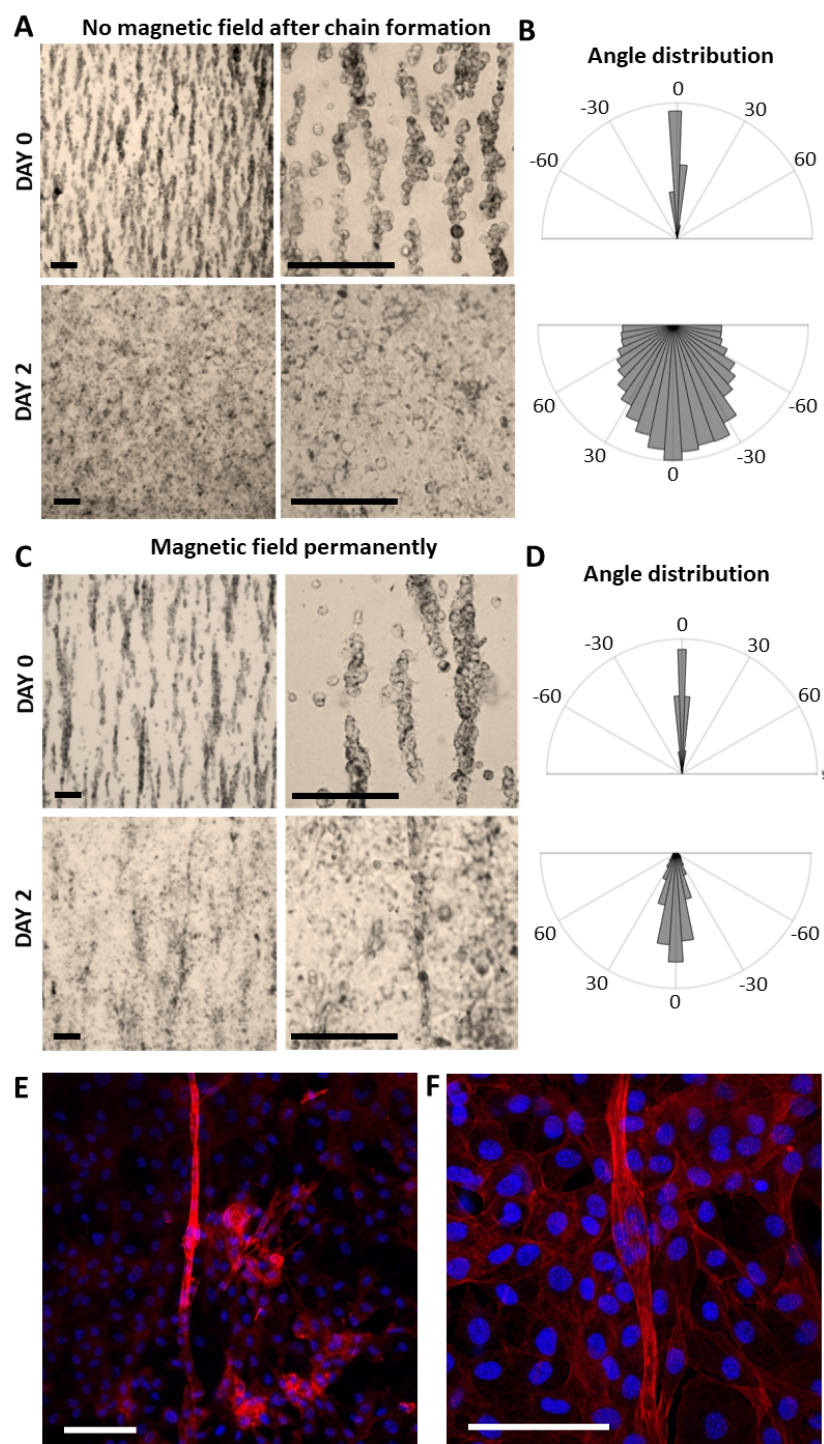 A
No magnetic field after chain formation
B
Angle distribution
DAY 0
0
-30
30
-60
60
DAY 2
60
-60
30
-30
0
C
Magnetic field permanently
D
Angle distribution
DAY 0
0
-30
30
-60
60
s
DAY 2
60
-60
30
-30
0
E
F